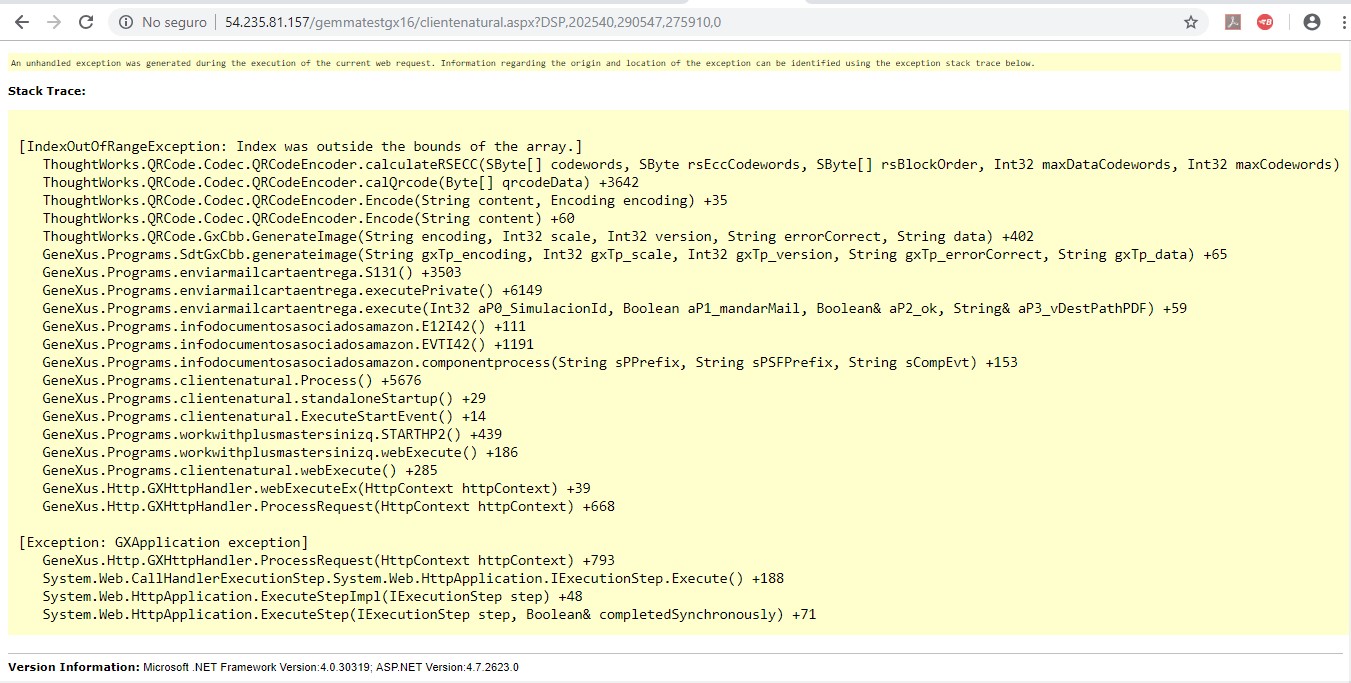 No seguro | 54.235.81.157/gemmatestgx16/clientenatural.aspx?DSP,202540,290547,275910,0
An unhandled exception was generated during the execution of the current web request. Information regarding the origin and location of the exception can be identified using the exception stack trace below.
Stack Trace:
[IndexOutOfRangeException: Index was outside the bounds of the array.]
ThoughtWorks.QRCode.Codec.QRCodeEncoder.calculateRSECC(SByte[] codewords, SByte rsEccCodewords, SByte[] rsBlockOrder, Int32 maxDataCodewords, Int32 maxCodewords)
ThoughtWorks.QRCode.Codec.QRCodeEncoder.calQrcode(Byte[] qrcodeData) +3642
ThoughtWorks.QRCode.Codec.QRCodeEncoder.Encode(String content, Encoding encoding) +35
ThoughtWorks.QRCode.Codec.QRCodeEncoder.Encode(String content) +60
ThoughtWorks.QRCode.GxCbb.GenerateImage(String encoding, Int32 scale, Int32 version, String errorCorrect, String data) +402
GeneXus.Programs.SdtGxCbb.generateimage(String gxTp_encoding, Int32 gxTp_scale, Int32 gxTp_version, String gxTp_errorCorrect, String gxTp_data) +65
GeneXus.Programs.enviarmailcartaentrega.S131() +3503
GeneXus.Programs.enviarmailcartaentrega.executePrivate() +6149
GeneXus.Programs.enviarmailcartaentrega.execute(Int32 aP0_SimulacionId, Boolean aP1_mandarMail, Boolean& aP2_ok, String& aP3_vDestPathPDF) +59
GeneXus.Programs.infodocumentosasociadosamazon.E12I42() +111
GeneXus.Programs.infodocumentosasociadosamazon.EVTI42() +1191
GeneXus.Programs.infodocumentosasociadosamazon.componentprocess(String sPPrefix, String sPSFPrefix, String sCompEvt) +153
GeneXus.Programs.clientenatural.Process() +5676
GeneXus.Programs.clientenatural.standaloneStartup() +29
GeneXus.Programs.clientenatural.ExecuteStartEvent() +14
GeneXus.Programs.workwithplusmastersinizq.STARTHP2() +439
GeneXus.Programs.workwithplusmastersinizq.webExecute() +186
GeneXus.Programs.clientenatural.webExecute() +285
GeneXus.Http.GXHttpHandler.webExecuteEx(HttpContext httpContext) +39
GeneXus.Http.GXHttpHandler.ProcessRequest(HttpContext httpContext) +668
[Exception: GXApplication exception]
GeneXus.Http.GXHttpHandler.ProcessRequest(HttpContext httpContext) +793
System.Web.CallHandlerExecutionStep.System.Web.HttpApplication.IExecutionStep.Execute() +188
System.Web.HttpApplication.ExecuteStepImpl(IExecutionStep step) +48
System.Web.HttpApplication.ExecuteStep(IExecutionStep step, Boolean& completedSynchronously) +71
Version Information: Microsoft .NET Framework Version:4.0.30319; ASP.NET Version:4.7.2623.0